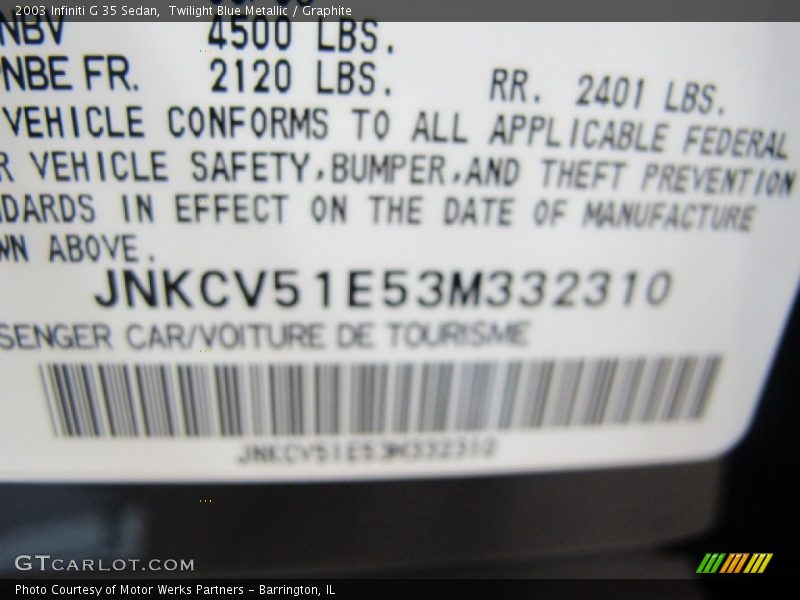 2003 Infiniti G 35 Sedan, Twilight Blue Metallic / Graphite
NBV 4500 LBS.
NBE FR. 2120 LBS. RR. 2401 LBS.
VEHICLE CONFORMS TO ALL APPLICABLE FEDERAL
R VEHICLE SAFETY,BUMPER,AND THEFT PREVENTION
DARDS IN EFFECT ON THE DATE OF MANUFACTURE
WN ABOVE.
JNKCV51E53M332310
SENGER CAR/VOITURE DE TOURISME
JNKCV51E53M332310
GTCARLOT.COM
Photo Courtesy of Motor Werks Partners - Barrington, IL